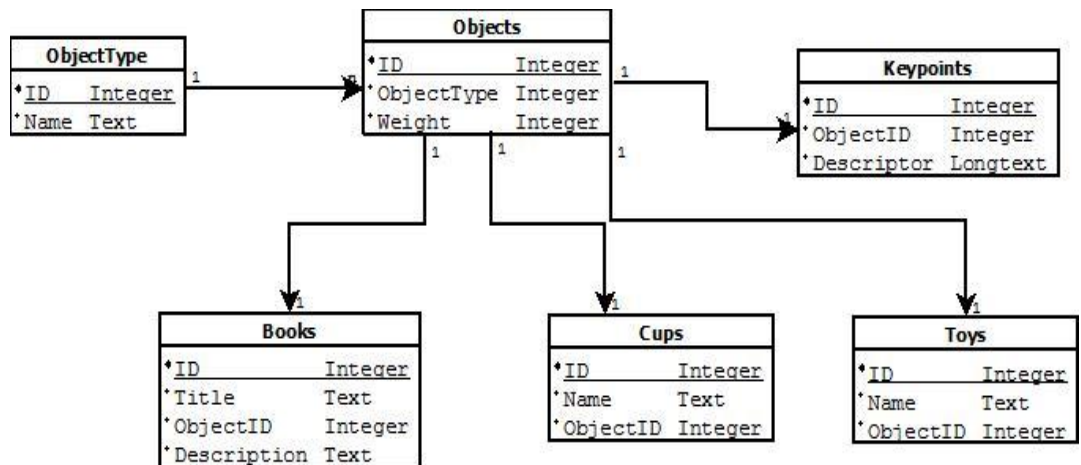 ObjectType
ID Integer
Name Text
1
n
Objects
ID Integer
ObjectType Integer
Weight Integer
1
1
Keypoints
ID Integer
ObjectID Integer
Descriptor Longtext
1
1
1
1
Books
ID Integer
Title Text
ObjectID Integer
Description Text
1
Cups
ID Integer
Name Text
ObjectID Integer
1
Toys
ID Integer
Name Text
ObjectID Integer